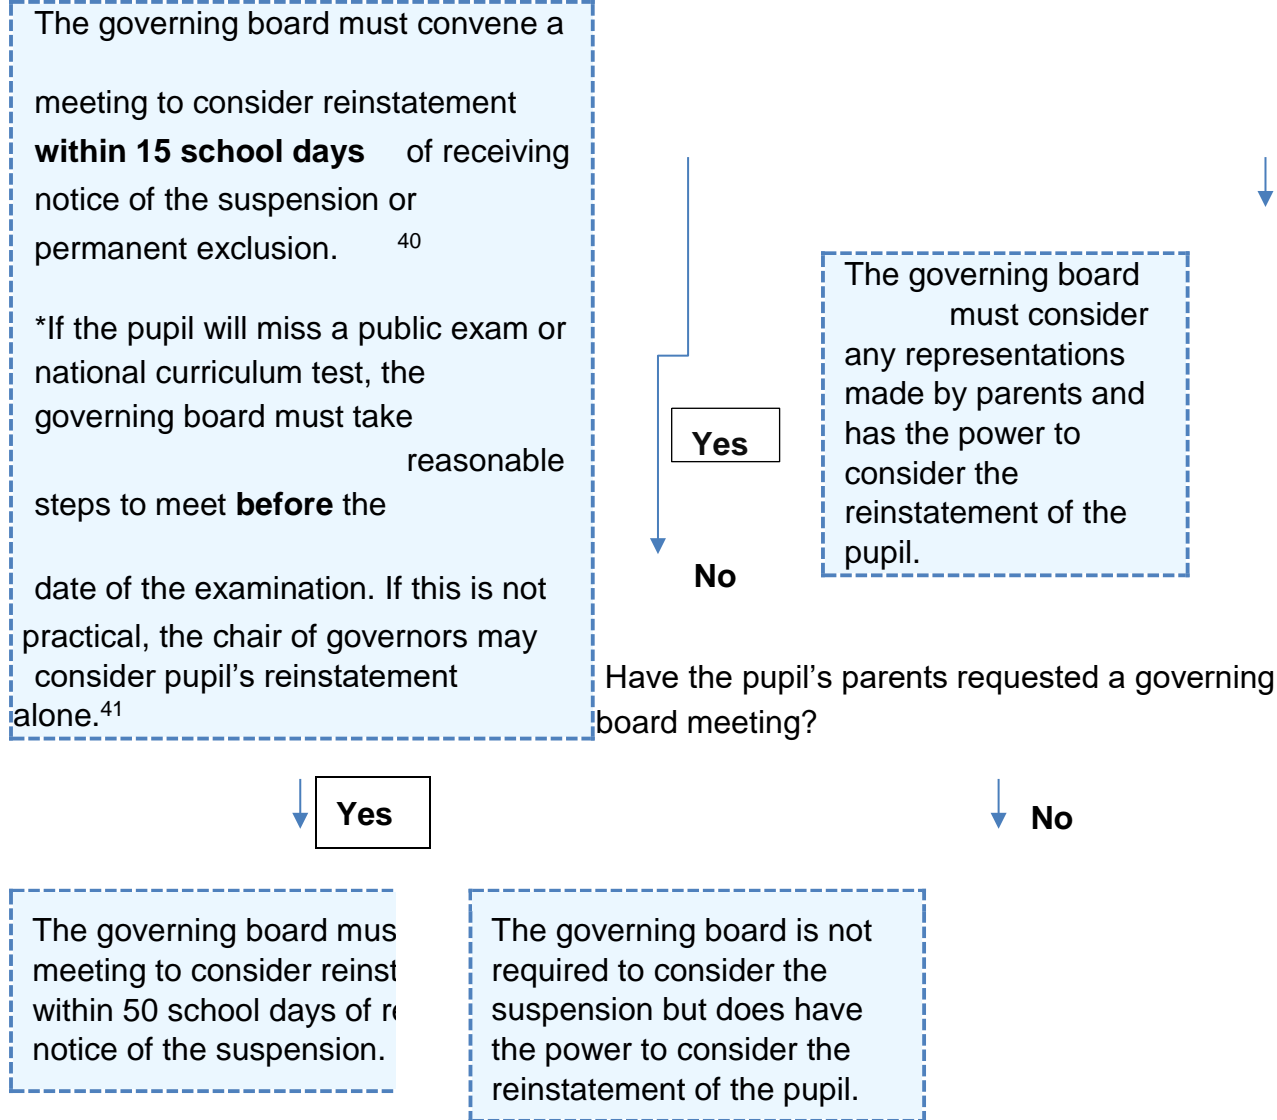 The governing board must convene a
meeting to consider reinstatement
within 15 school days of receiving
notice of the suspension or
permanent exclusion. 40
*If the pupil will miss a public exam or
national curriculum test, the
governing board must take
reasonable
steps to meet before the
date of the examination. If this is not
practical, the chair of governors may
consider pupil's reinstatement
alone.41
The governing board
must consider
any representations
made by parents and
has the power to
consider the
reinstatement of the
pupil.
Yes
No
Have the pupil's parents requested a governing
board meeting?
Yes
No
The governing board mus
meeting to consider reinst
within 50 school days of r
notice of the suspension.
The governing board is not
required to consider the
suspension but does have
the power to consider the
reinstatement of the pupil.